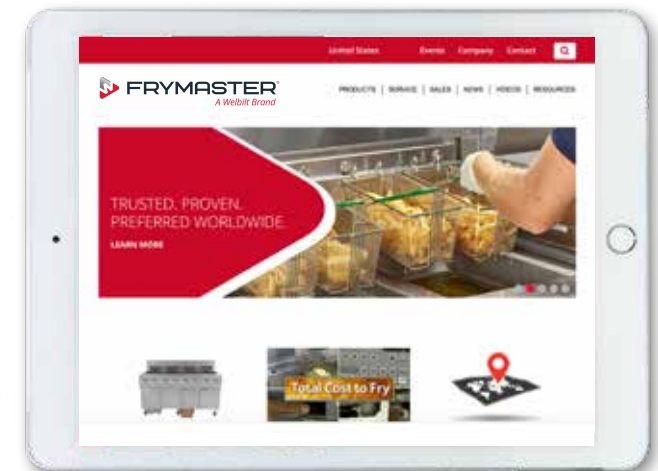 United States Events Company Contact
FRYMASTER
A Welbilt Brand
PRODUCTS | SERVICE | SALES | NEWS | VIDEOS | RESOURCES
TRUSTED. PROVEN.
PREFERRED WORLDWIDE.
LEARN MORE
Total Cost to Fry